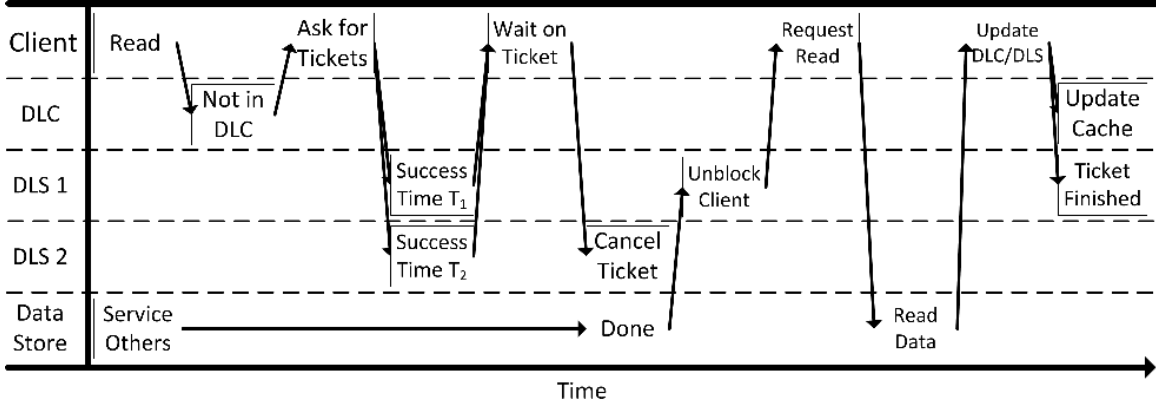 Client
Read
Ask for
Tickets
Wait on
Ticket
Request
Read
Update
DLC/DLS
DLC
Not in
DLC
Update
Cache
DLS 1
Success
Time T₁
Unblock
Client
Ticket
Finished
DLS 2
Success
Time T₂
Cancel
Ticket
Data
Store
Service
Others
Done
Read
Data
Time